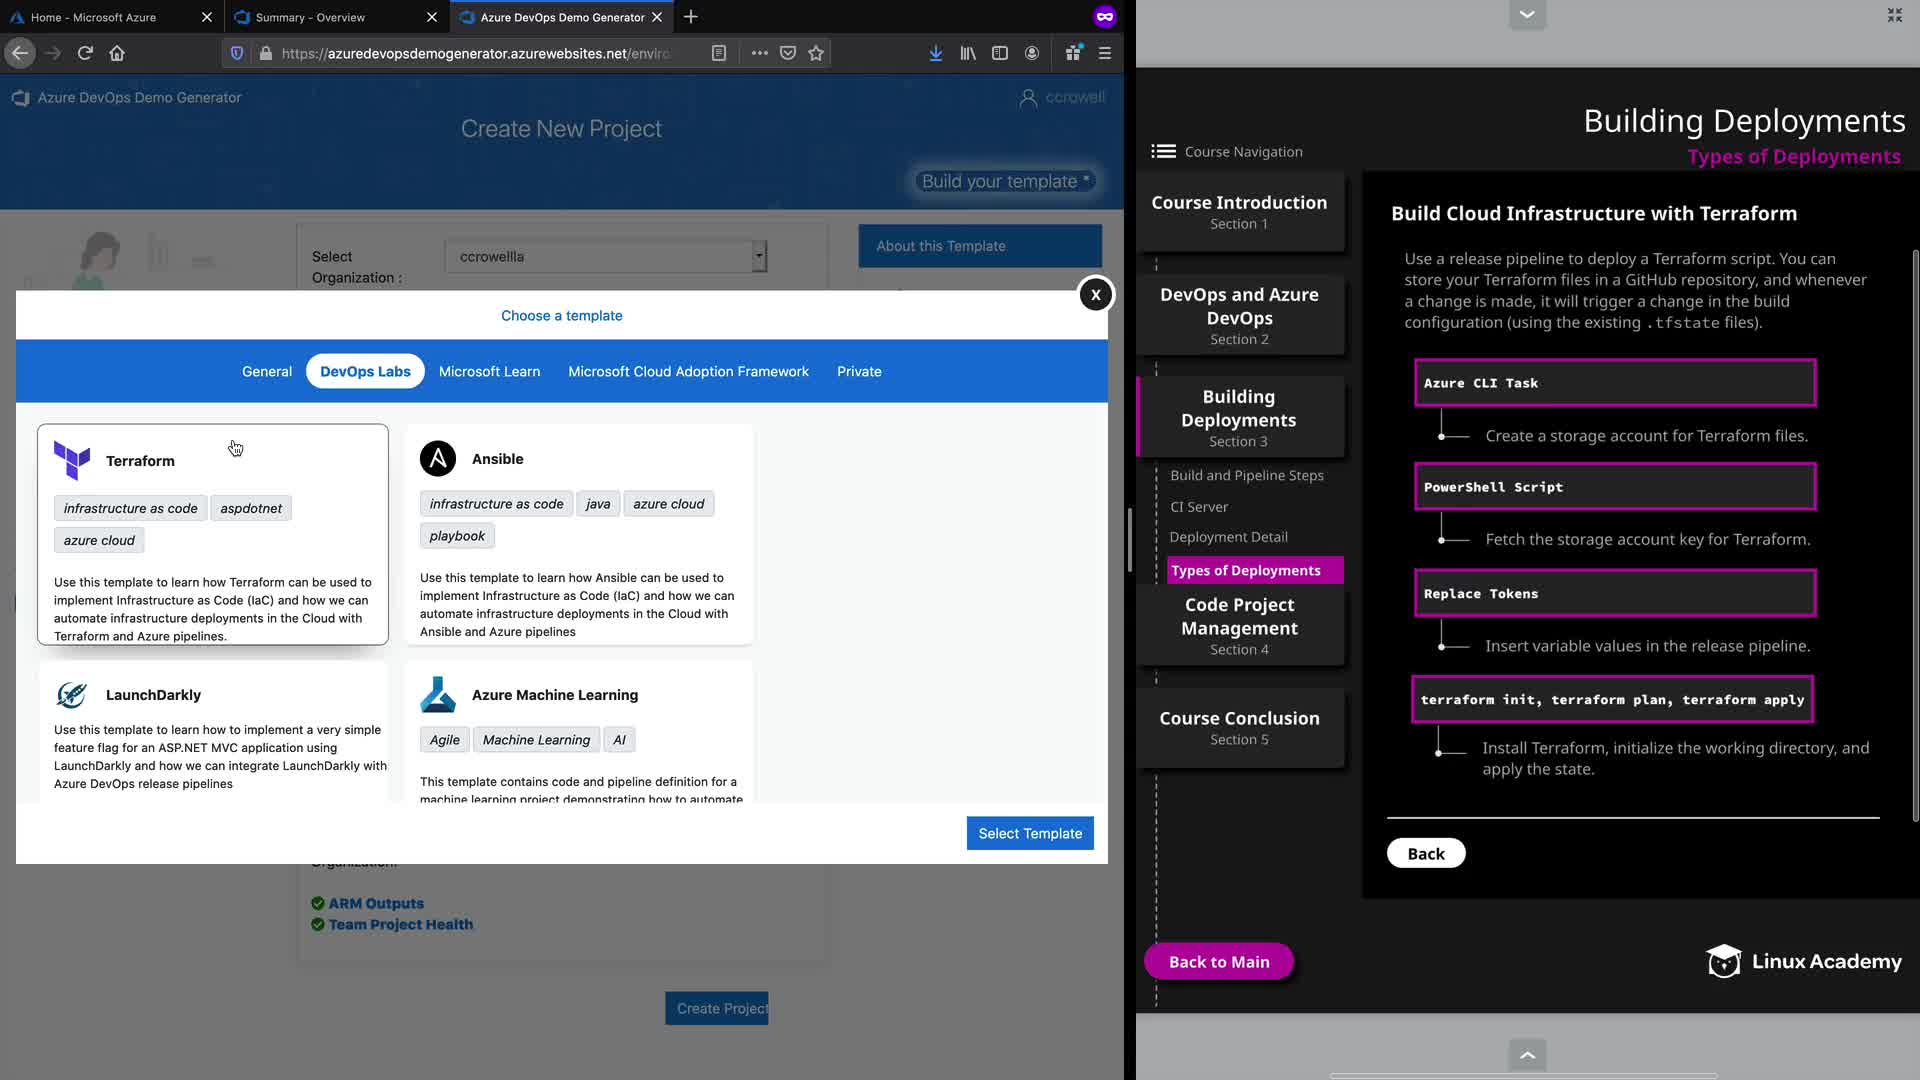 Home - Microsoft Azure
Summary - Overview
Azure DevOps Demo Generator
https://azuredevopsdemogenerator.azurewebsites.net/enviro
Azure DevOps Demo Generator
ccrowell
Create New Project
Build your template *
Select
Organization :
ccrowellla
About this Template
X
Choose a template
General
DevOps Labs
Microsoft Learn
Microsoft Cloud Adoption Framework
Private
Terraform
infrastructure as code
aspdotnet
azure cloud
Use this template to learn how Terraform can be used to
implement Infrastructure as Code (IaC) and how we can
automate infrastructure deployments in the Cloud with
Terraform and Azure pipelines.
Ansible
infrastructure as code
java
azure cloud
playbook
Use this template to learn how Ansible can be used to
implement Infrastructure as Code (IaC) and how we can
automate infrastructure deployments in the Cloud with
Ansible and Azure pipelines
LaunchDarkly
Use this template to learn how to implement a very simple
feature flag for an ASP.NET MVC application using
LaunchDarkly and how we can integrate LaunchDarkly with
Azure DevOps release pipelines
Azure Machine Learning
Agile
Machine Learning
AI
This template contains code and pipeline definition for a
machine learning project demonstrating how to automate
Select Template
Organization:
ARM Outputs
Team Project Health
Create Project
Building Deployments
Types of Deployments
Course Navigation
Course Introduction
Section 1
DevOps and Azure
DevOps
Section 2
Building
Deployments
Section 3
Build and Pipeline Steps
CI Server
Deployment Detail
Types of Deployments
Code Project
Management
Section 4
Course Conclusion
Section 5
Back to Main
Build Cloud Infrastructure with Terraform
Use a release pipeline to deploy a Terraform script. You can
store your Terraform files in a GitHub repository, and whenever
a change is made, it will trigger a change in the build
configuration (using the existing .tfstate files).
Azure CLI Task
Create a storage account for Terraform files.
PowerShell Script
Fetch the storage account key for Terraform.
Replace Tokens
Insert variable values in the release pipeline.
terraform init, terraform plan, terraform apply
Install Terraform, initialize the working directory, and
apply the state.
Back
Linux Academy